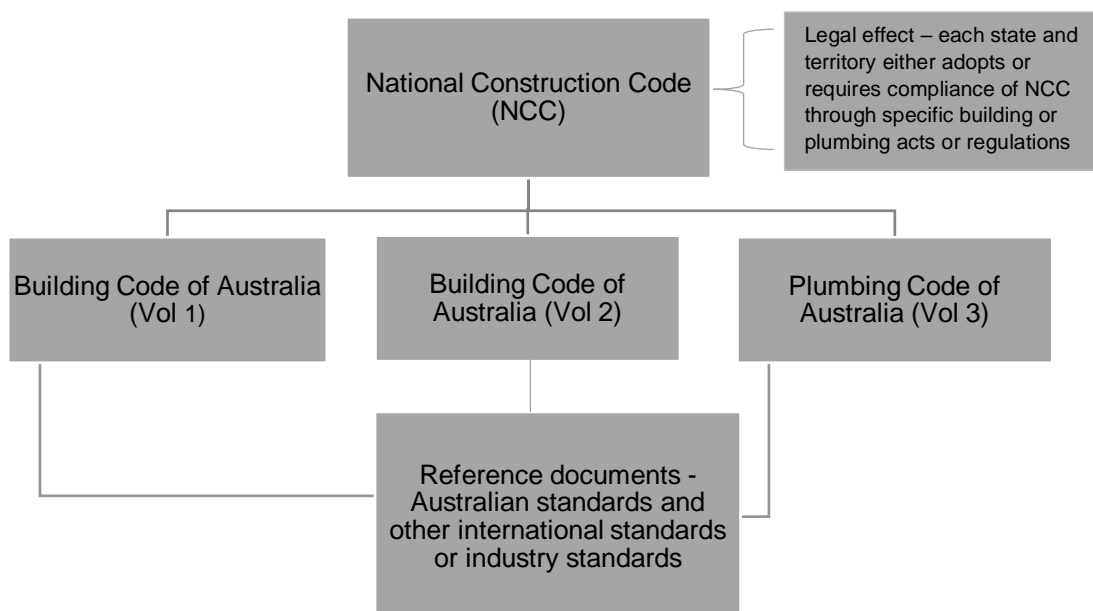 National Construction Code
(NCC)
Legal effect – each state and
territory either adopts or
requires compliance of NCC
through specific building or
plumbing acts or regulations
Building Code of Australia
(Vol 1)
Building Code of
Australia (Vol 2)
Plumbing Code of
Australia (Vol 3)
Reference documents -
Australian standards and
other international standards
or industry standards